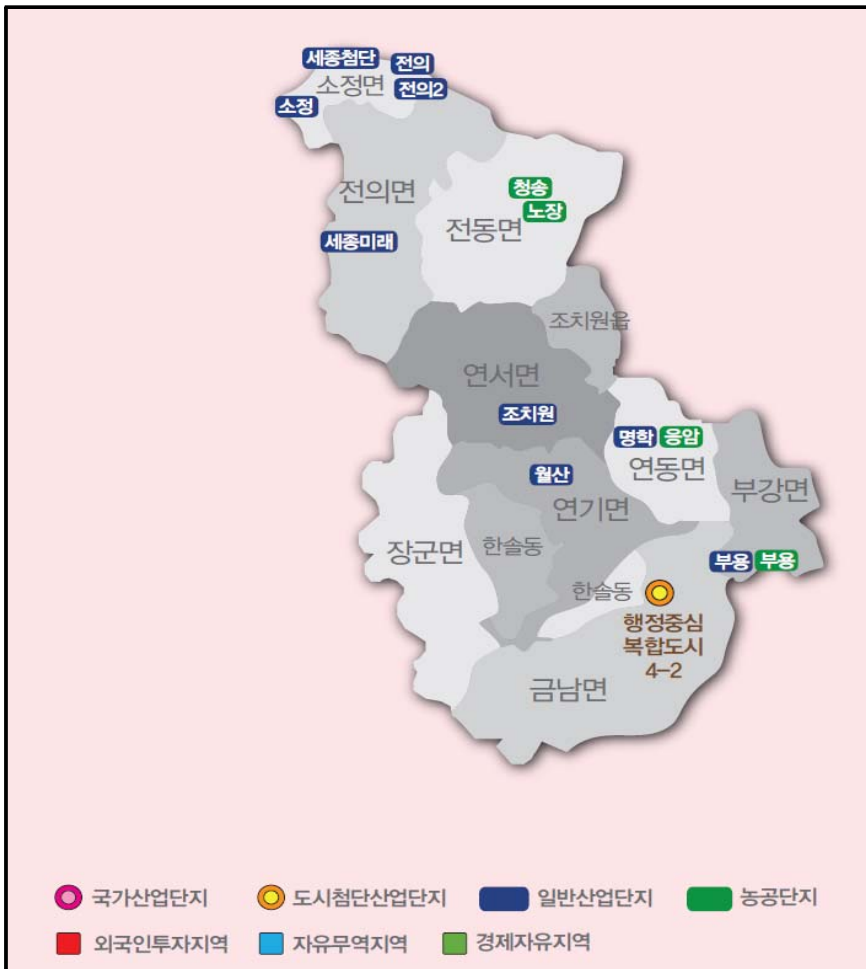 세종첨단
전의
소정면
전의2
소정
전의면
청송
노장
전동면
세종미래
조치원읍
연서면
조치원
명학
응암
연동면
월산
부강면
연기면
장군면
한솔동
부용
부용
한솔동
행정중심
복합도시
4-2
금남면
국가산업단지
도시첨단산업단지
일반산업단지
농공단지
외국인투자지역
자유무역지역
경제자유지역